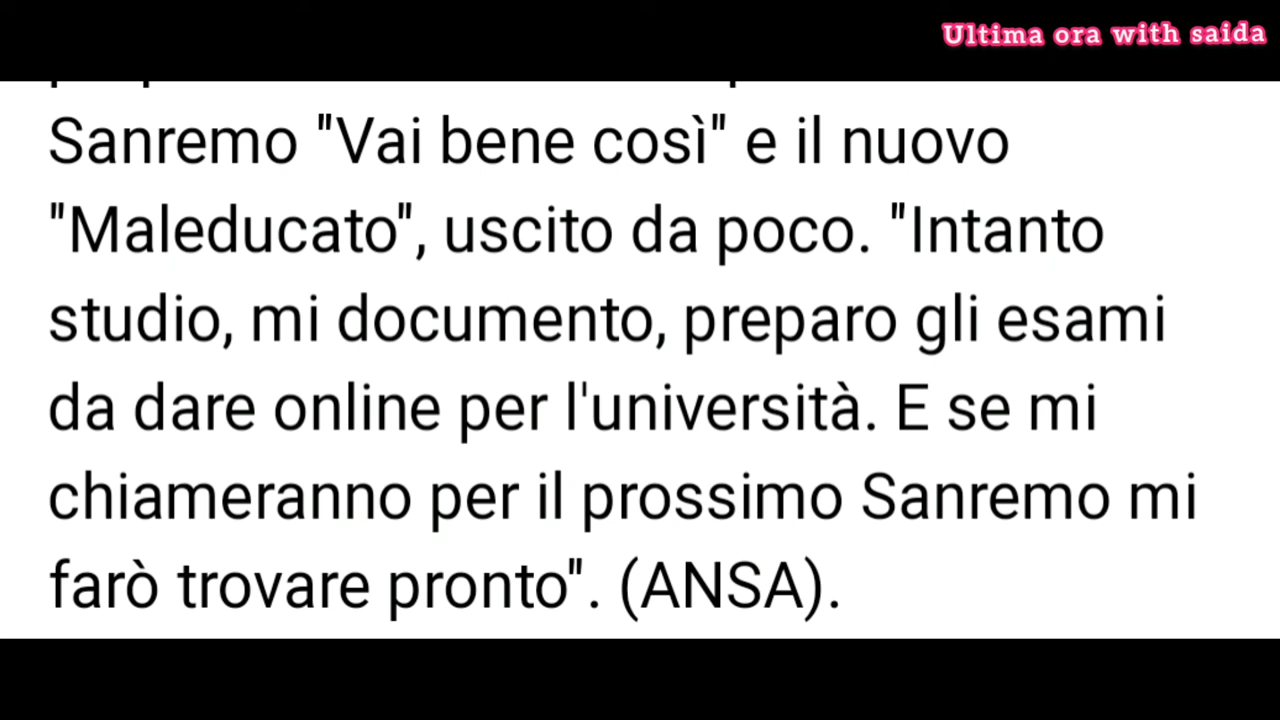 Ultima ora with saida
Sanremo "Vai bene così" e il nuovo
"Maleducato", uscito da poco. "Intanto
studio, mi documento, preparo gli esami
da dare online per l'università. E se mi
chiameranno per il prossimo Sanremo mi
farò trovare pronto". (ANSA).